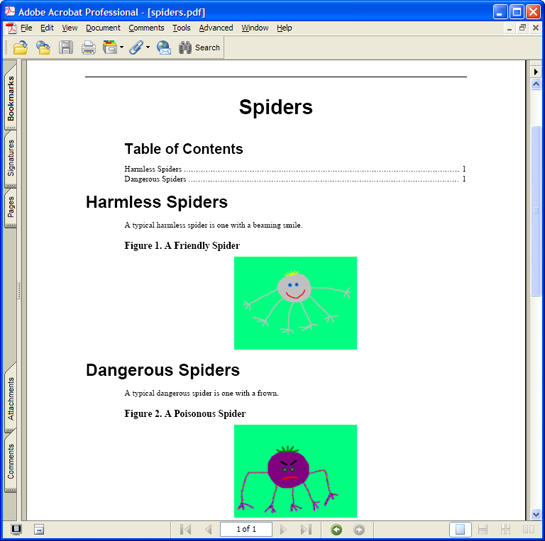 Adobe Acrobat Professional - [spiders.pdf]
File Edit View Document Comments Tools Advanced Window Help
Search
Bookmarks
Signatures
Pages
Attachments
Comments
Spiders
Table of Contents
Harmless Spiders ........................................................................ 1
Dangerous Spiders ...................................................................... 1
Harmless Spiders
A typical harmless spider is one with a beaming smile.
Figure 1. A Friendly Spider
Dangerous Spiders
A typical dangerous spider is one with a frown.
Figure 2. A Poisonous Spider
1 of 1